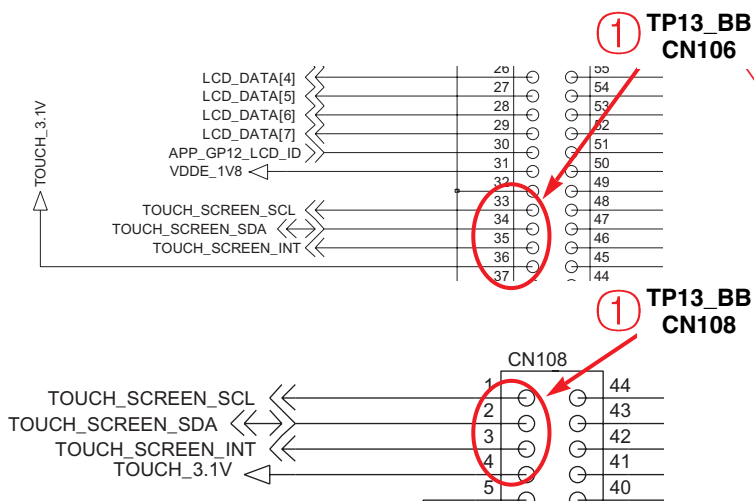 ① TP13_BB
CN106
26 55
LCD_DATA[4] 27 54
LCD_DATA[5] 28 53
LCD_DATA[6] 29 52
LCD_DATA[7] 30 51
APP_GP12_LCD_ID 31 50
VDDE_1V8 32 49
TOUCH_3.1V
33 48
TOUCH_SCREEN_SCL 34 47
TOUCH_SCREEN_SDA 35 46
TOUCH_SCREEN_INT 36 45
37 44
① TP13_BB
CN108
CN108
1 44
TOUCH_SCREEN_SCL 2 43
TOUCH_SCREEN_SDA 3 42
TOUCH_SCREEN_INT 4 41
TOUCH_3.1V 5 40